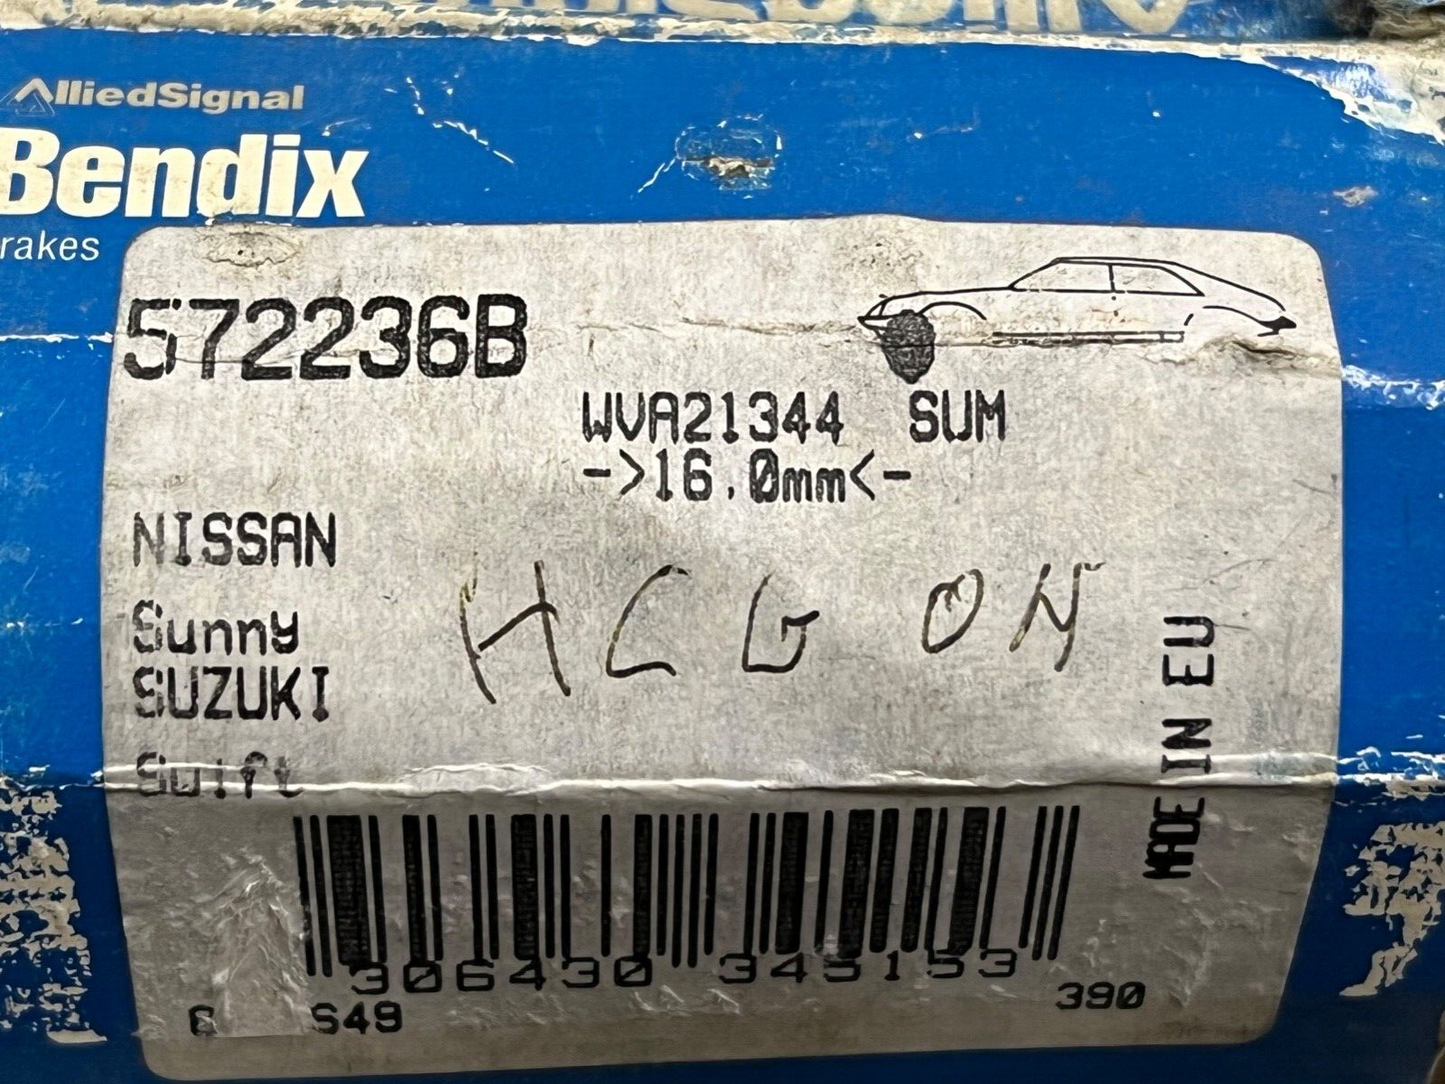 AlliedSignal
Bendix
rakes
572236B
WVA21344 SUM
->16.0mm<-
NISSAN
Sunny
SUZUKI
Swift
HCG ON
MADE IN EU
306430 345153
S49
390